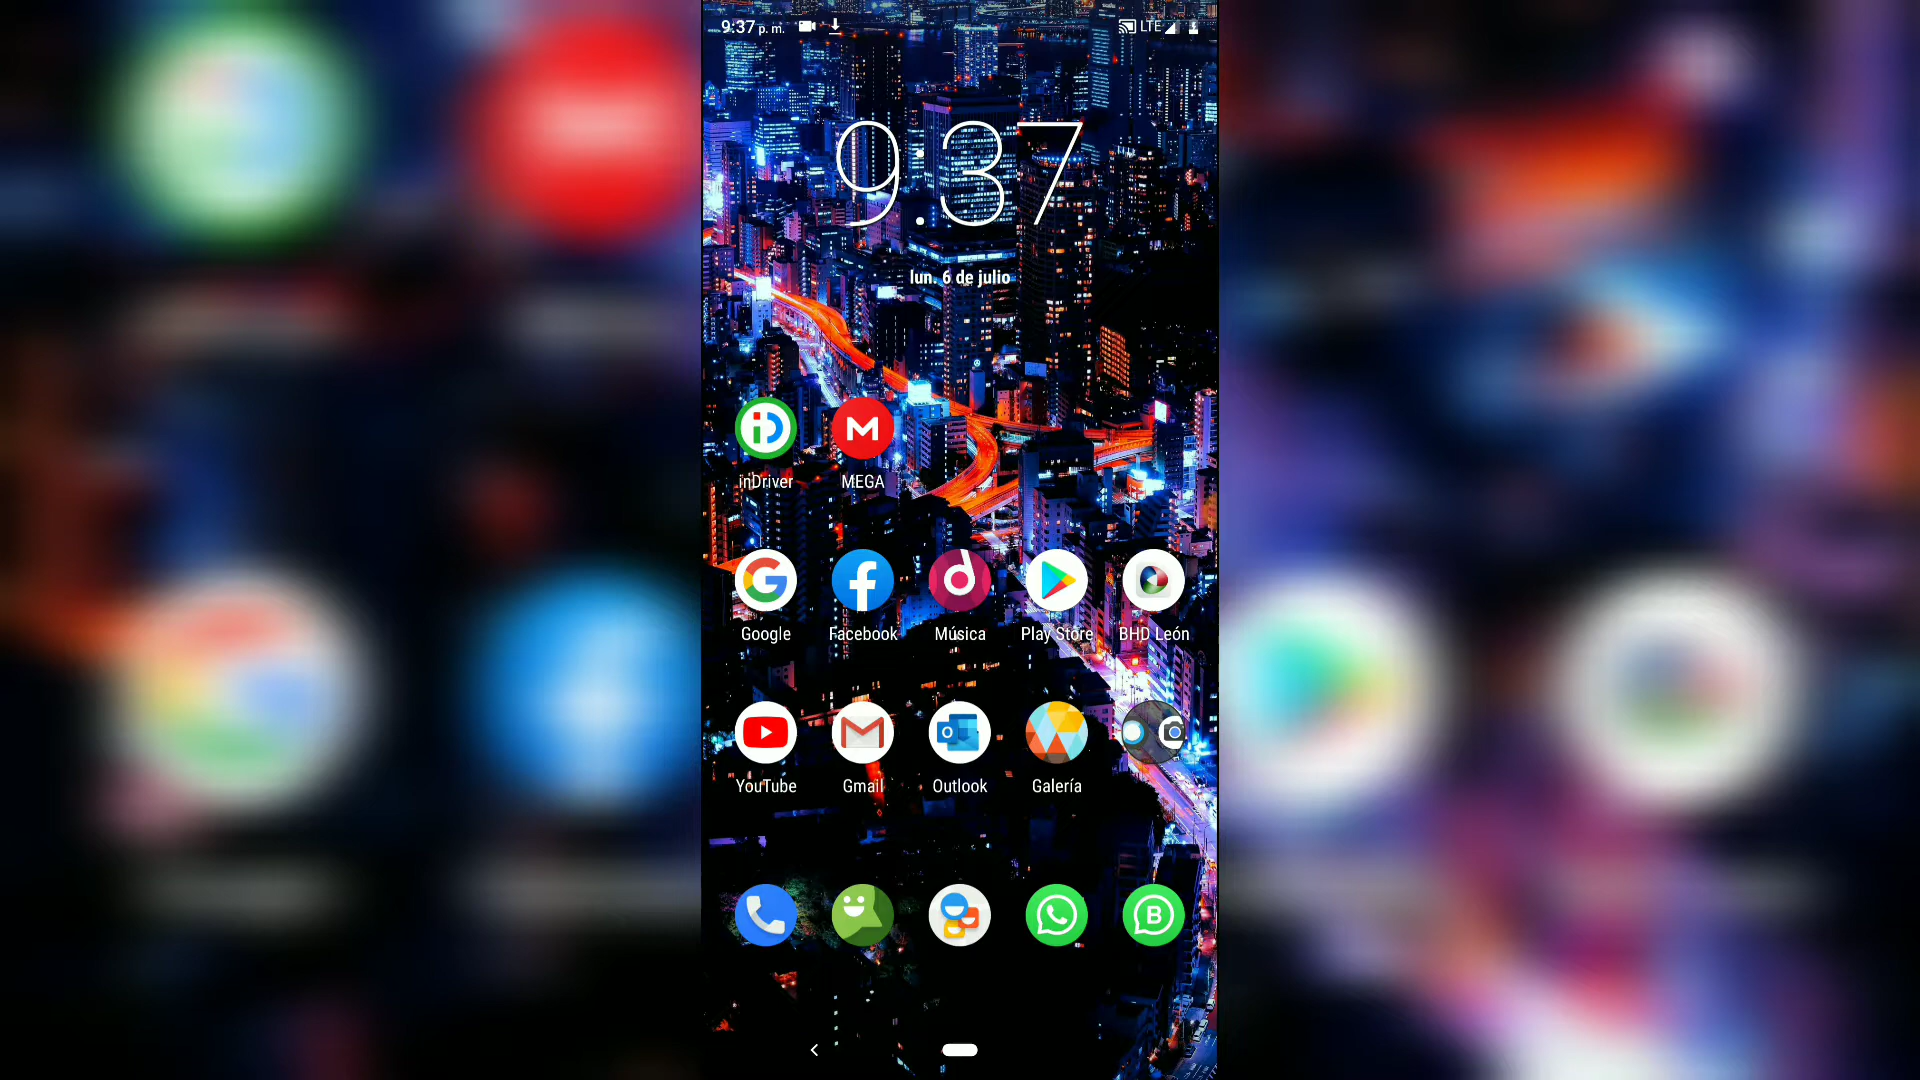 9:37 p. m.
LTE
9:37
lun. 6 de julio
iD
M
inDriver
MEGA
G
f
Google
Facebook
Música
Play Store
BHD León
O
YouTube
Gmail
Outlook
Galería
B